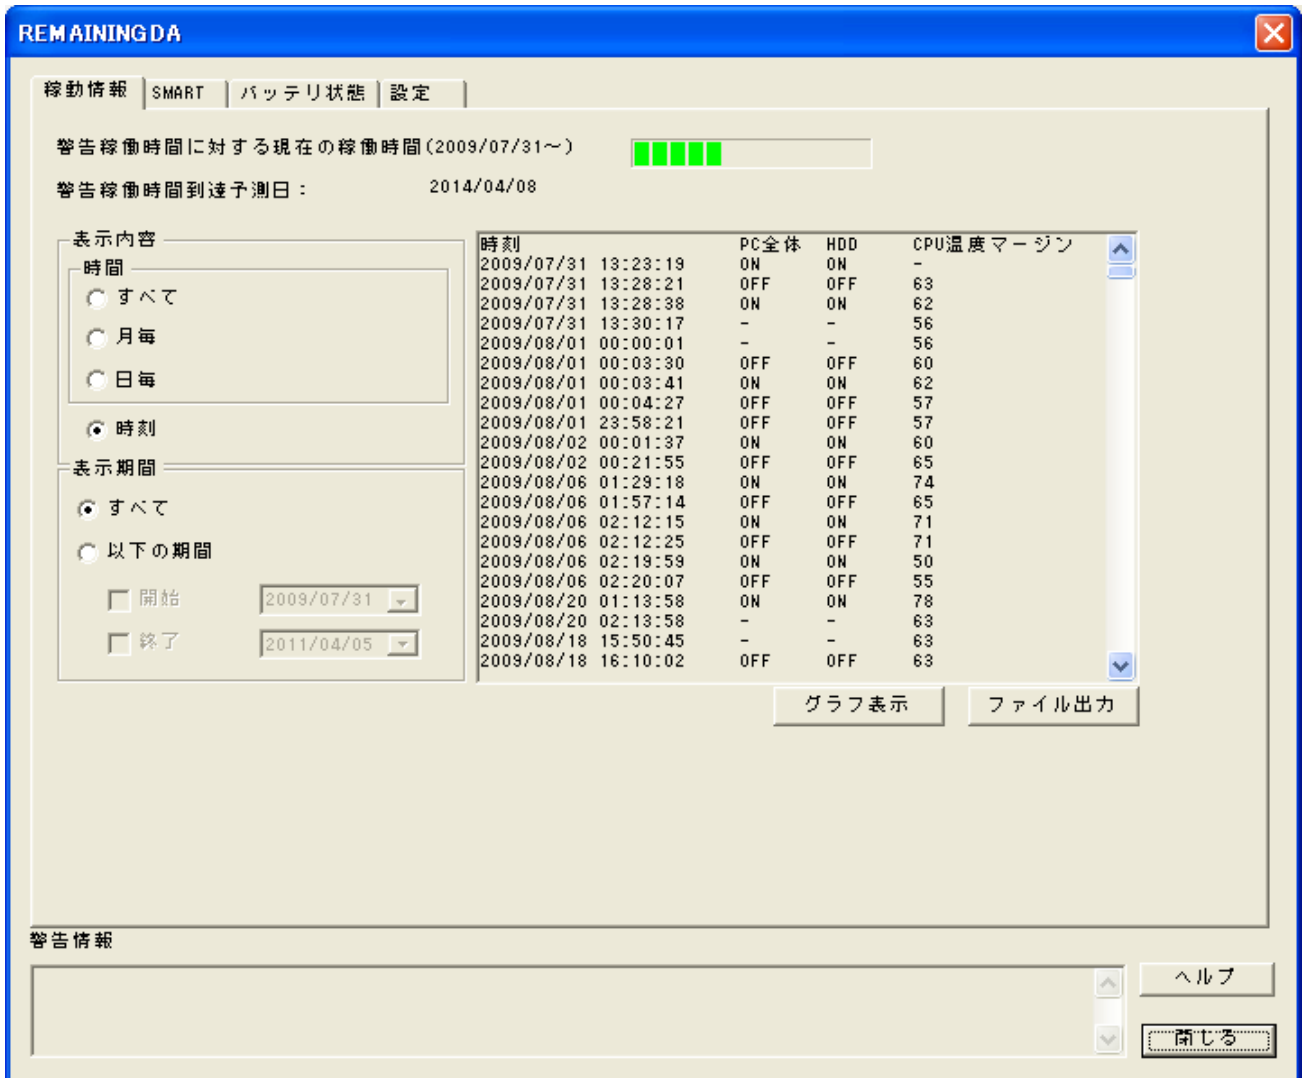 REMAININGDA
稼動情報 SMART バッテリ状態 設定
警告稼働時間に対する現在の稼働時間(2009/07/31～)
警告稼働時間到達予測日： 2014/04/08
表示内容
時間
すべて
月毎
日毎
時刻
表示期間
すべて
以下の期間
開始 2009/07/31
終了 2011/04/05
時刻 PC全体 HDD CPU温度マージン
2009/07/31 13:23:19 ON ON -
2009/07/31 13:28:21 OFF OFF 63
2009/07/31 13:28:38 ON ON 62
2009/07/31 13:30:17 - - 56
2009/08/01 00:00:01 - - 56
2009/08/01 00:03:30 OFF OFF 60
2009/08/01 00:03:41 ON ON 62
2009/08/01 00:04:27 OFF OFF 57
2009/08/01 23:58:21 OFF OFF 57
2009/08/02 00:01:37 ON ON 60
2009/08/02 00:21:55 OFF OFF 65
2009/08/06 01:29:18 ON ON 74
2009/08/06 01:57:14 OFF OFF 65
2009/08/06 02:12:15 ON ON 71
2009/08/06 02:12:25 OFF OFF 71
2009/08/06 02:19:59 ON ON 50
2009/08/06 02:20:07 OFF OFF 55
2009/08/20 01:13:58 ON ON 78
2009/08/20 02:13:58 - - 63
2009/08/18 15:50:45 - - 63
2009/08/18 16:10:02 OFF OFF 63
グラフ表示 ファイル出力
警告情報
ヘルプ
閉じる